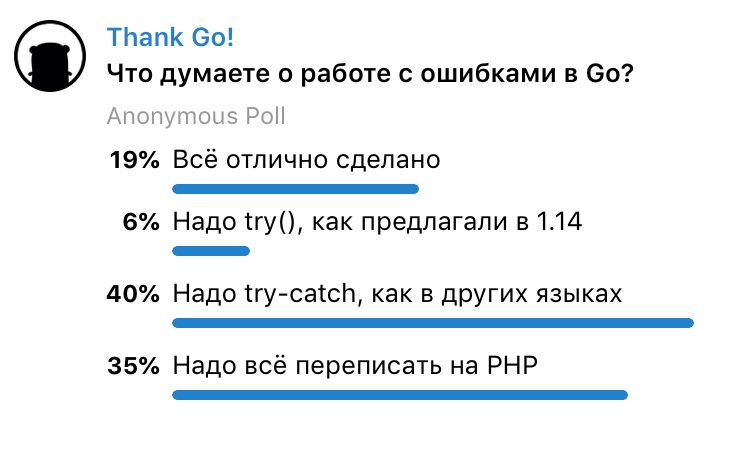 Thank Go!
Что думаете о работе с ошибками в Go?
Anonymous Poll
19% Всё отлично сделано
6% Надо try(), как предлагали в 1.14
40% Надо try-catch, как в других языках
35% Надо всё переписать на PHP